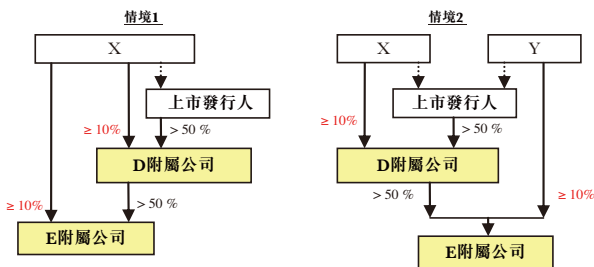 情境1
X
上市發行人
≥ 10%
> 50 %
D附屬公司
≥ 10%
> 50 %
E附屬公司
情境2
X
Y
上市發行人
≥ 10%
> 50 %
D附屬公司
> 50 %
≥ 10%
E附屬公司